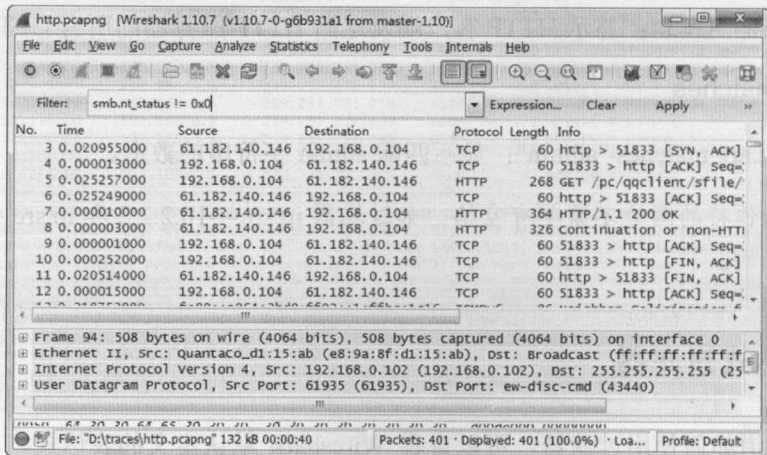 http.pcapng [Wireshark 1.10.7 (v1.10.7-0-g6b931a1 from master-1.10)]
File Edit View Go Capture Analyze Statistics Telephony Tools Internals Help
Filter: smb.nt_status != 0x0 Expression... Clear Apply »
No. Time Source Destination Protocol Length Info
3 0.020955000 61.182.140.146 192.168.0.104 TCP 60 http > 51833 [SYN, ACK]
4 0.000013000 192.168.0.104 61.182.140.146 TCP 60 51833 > http [ACK] Seq=
5 0.025257000 192.168.0.104 61.182.140.146 HTTP 268 GET /pc/qqclient/sfile/
6 0.025249000 61.182.140.146 192.168.0.104 TCP 60 http > 51833 [ACK] Seq=
7 0.000010000 61.182.140.146 192.168.0.104 HTTP 364 HTTP/1.1 200 OK
8 0.000003000 61.182.140.146 192.168.0.104 HTTP 326 Continuation or non-HTT
9 0.000001000 192.168.0.104 61.182.140.146 TCP 60 51833 > http [ACK] Seq=
10 0.000252000 192.168.0.104 61.182.140.146 TCP 60 51833 > http [FIN, ACK]
11 0.020514000 61.182.140.146 192.168.0.104 TCP 60 http > 51833 [FIN, ACK]
12 0.000015000 192.168.0.104 61.182.140.146 TCP 60 51833 > http [ACK] Seq=
Frame 94: 508 bytes on wire (4064 bits), 508 bytes captured (4064 bits) on interface 0
Ethernet II, Src: QuantaCo_d1:15:ab (e8:9a:8f:d1:15:ab), Dst: Broadcast (ff:ff:ff:ff:ff:f
Internet Protocol Version 4, Src: 192.168.0.102 (192.168.0.102), Dst: 255.255.255.255 (25
User Datagram Protocol, Src Port: 61935 (61935), Dst Port: ew-disc-cmd (43440)
File: "D:\traces\http.pcapng" 132 kB 00:00:40 Packets: 401 · Displayed: 401 (100.0%) · Loa... Profile: Default